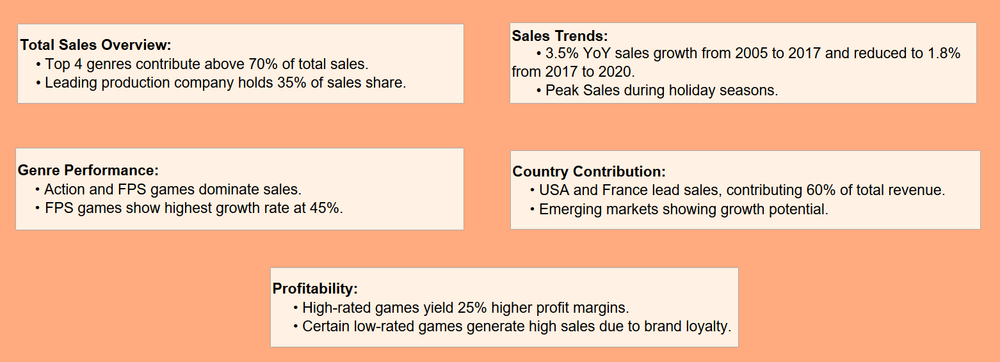 Total Sales Overview:
• Top 4 genres contribute above 70% of total sales.
• Leading production company holds 35% of sales share.
Sales Trends:
• 3.5% YoY sales growth from 2005 to 2017 and reduced to 1.8%
from 2017 to 2020.
• Peak Sales during holiday seasons.
Genre Performance:
• Action and FPS games dominate sales.
• FPS games show highest growth rate at 45%.
Country Contribution:
• USA and France lead sales, contributing 60% of total revenue.
• Emerging markets showing growth potential.
Profitability:
• High-rated games yield 25% higher profit margins.
• Certain low-rated games generate high sales due to brand loyalty.